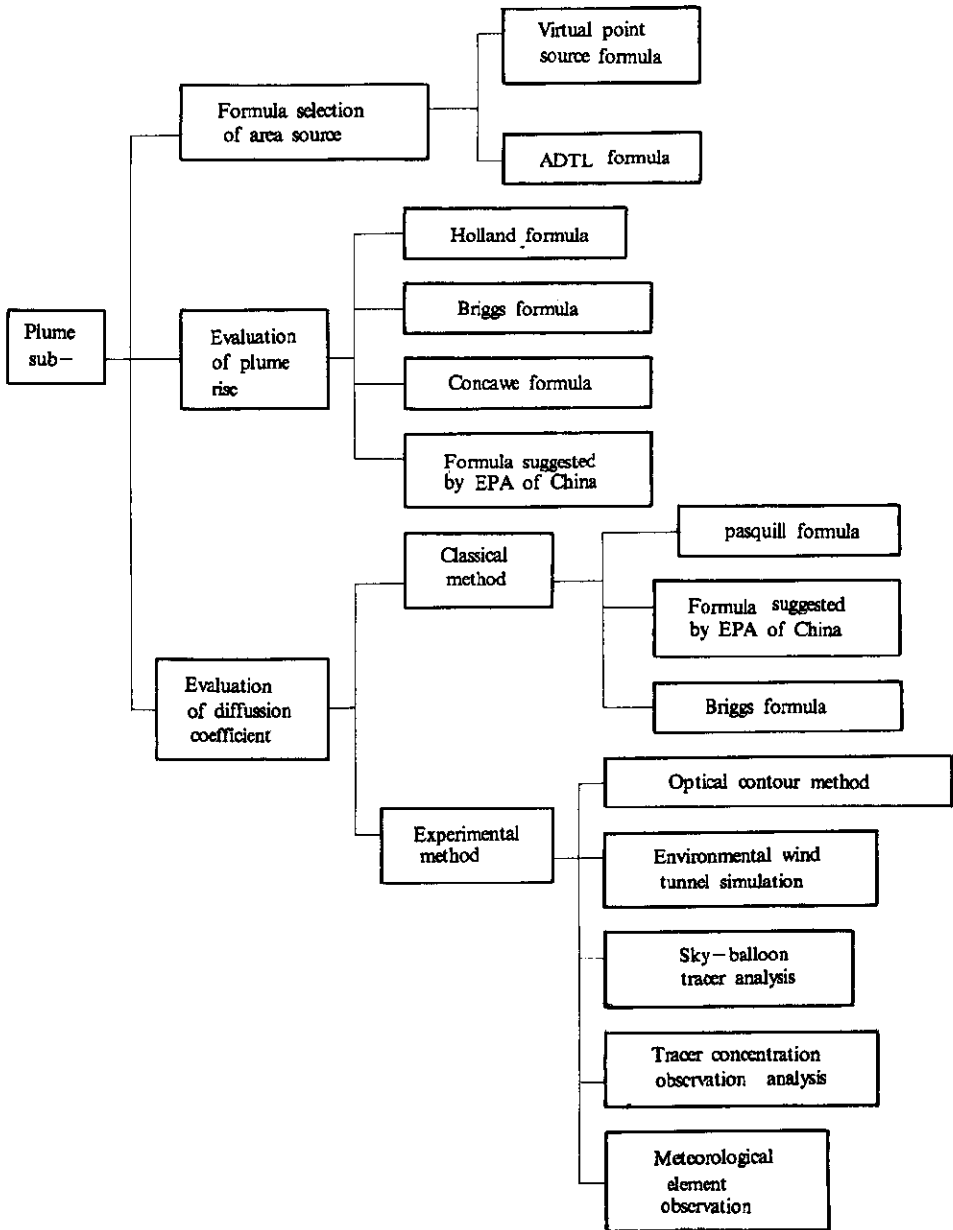 Virtual point
source formula
Formula selection
of area source
ADTL formula
Holland formula
Briggs formula
Plume
sub-
Evaluation
of plume
rise
Concawe formula
Formula suggested
by EPA of China
Classical
method
pasquill formula
Formula suggested
by EPA of China
Briggs formula
Evaluation
of diffussion
coefficient
Optical contour method
Experimental
method
Environmental wind
tunnel simulation
Sky-balloon
tracer analysis
Tracer concentration
observation analysis
Meteorological
element
observation